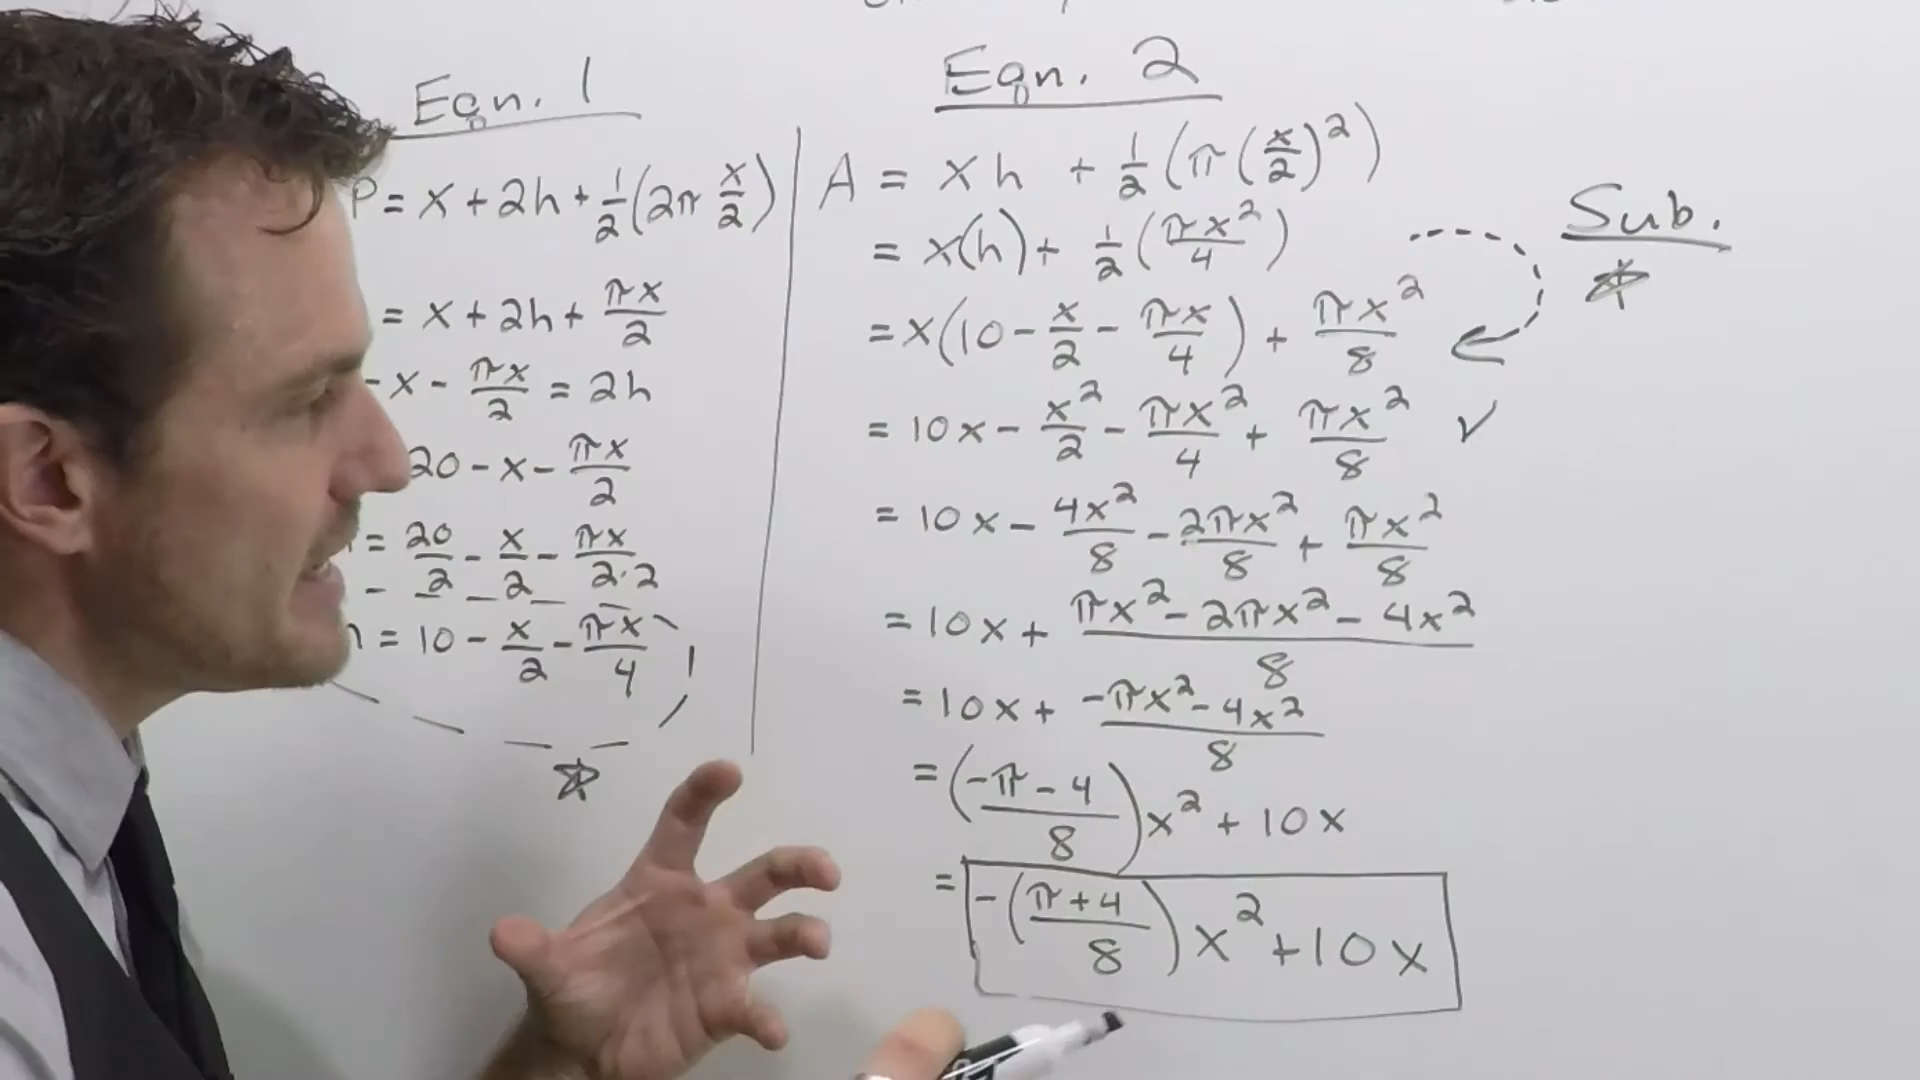 Eqn. 1
P = x + 2h + 1/2 (2π x/2)
= x + 2h + πx/2
- x - πx/2 = 2h
20 - x - πx/2
= 20/2 - x/2 - πx/2·2
= 10 - x/2 - πx/4
Eqn. 2
A = xh + 1/2 (π(x/2)²)
= x(h) + 1/2 (πx²/4)
= x(10 - x/2 - πx/4) + πx²/8
= 10x - x²/2 - πx²/4 + πx²/8 ✓
= 10x - 4x²/8 - 2πx²/8 + πx²/8
= 10x + (πx² - 2πx² - 4x²)/8
= 10x + (-πx² - 4x²)/8
= ((-π - 4)/8) x² + 10x
= -((π + 4)/8) x² + 10x
Sub.